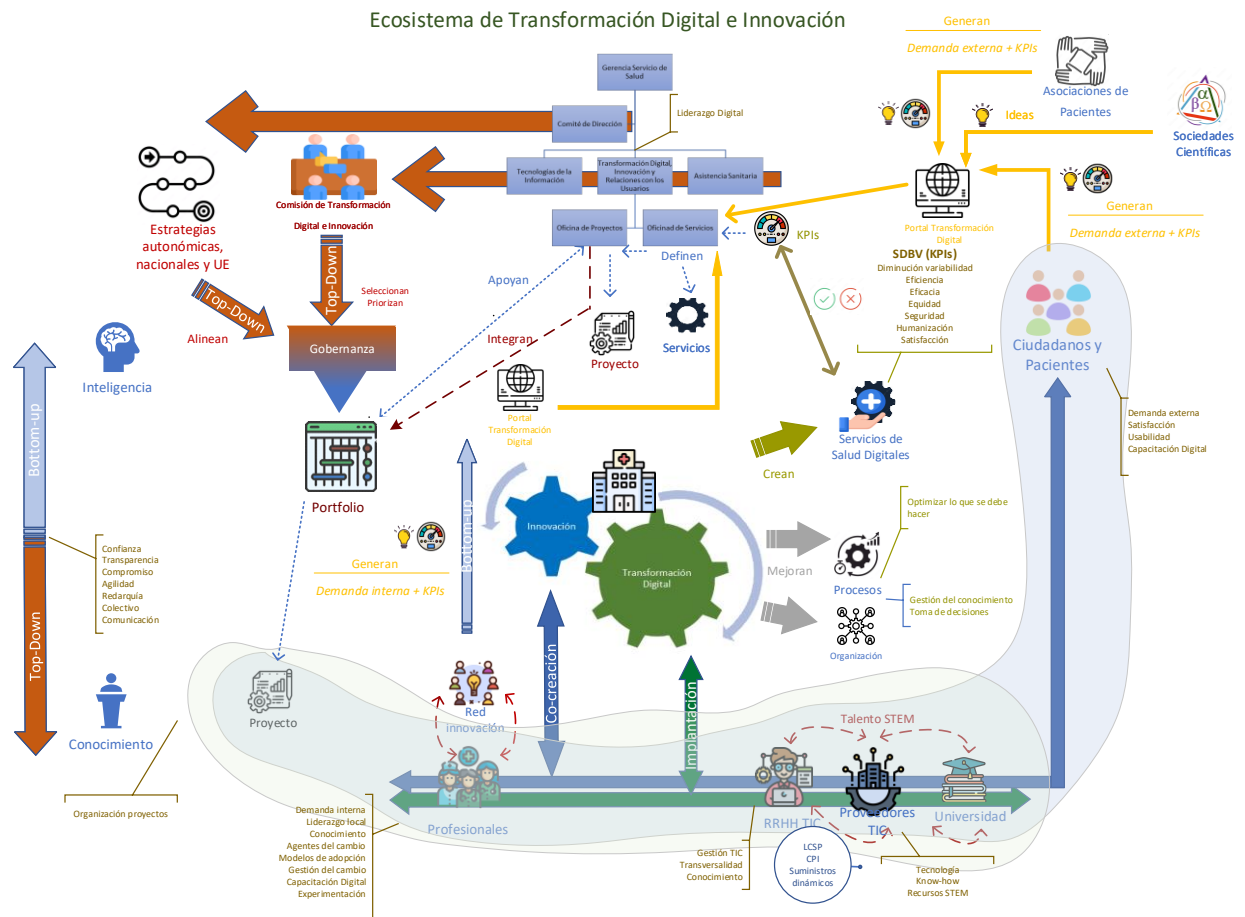 Ecosistema de Transformación Digital e Innovación
Generan
Demanda externa + KPIs
Gerencia Servicio de
Salud
Asociaciones de
Pacientes
Ideas
αβΩ
Sociedades
Científicas
Comité de Dirección
Liderazgo Digital
Tecnologías de la
Información
Transformación Digital,
Innovación y
Relaciones con los
Usuarios
Asistencia Sanitaria
Comisión de Transformación
Digital e Innovación
Estrategias
autonómicas,
nacionales y UE
Oficina de Proyectos
Oficinad de Servicios
KPIs
Generan
Demanda externa + KPIs
Portal Transformación
Digital
SDBV (KPIs)
Diminución variabilidad
Eficiencia
Eficacia
Equidad
Seguridad
Humanización
Satisfacción
Definen
Apoyan
Top-Down
Top-Down
Seleccionan
Priorizan
Alinean
Gobernanza
Integran
Proyecto
Servicios
Ciudadanos y
Pacientes
Inteligencia
Bottom-up
Portal
Transformación
Digital
Servicios de
Salud Digitales
Demanda externa
Satisfacción
Usabilidad
Capacitación Digital
Crean
Portfolio
Bottom-up
Innovación
Transformación
Digital
Optimizar lo que se debe
hacer
Mejoran
Procesos
Gestión del conocimiento
Toma de decisiones
Organización
Confianza
Transparencia
Compromiso
Agilidad
Redarquía
Colectivo
Comunicación
Generan
Demanda interna + KPIs
Top-Down
Conocimiento
Proyecto
Red
innovación
Co-creación
Implantación
Talento STEM
Profesionales
RRHH TIC
Proveedores
TIC
Universidad
Organización proyectos
Demanda interna
Liderazgo local
Conocimiento
Agentes del cambio
Modelos de adopción
Gestión del cambio
Capacitación Digital
Experimentación
Gestión TIC
Transversalidad
Conocimiento
LCSP
CPI
Suministros
dinámicos
Tecnología
Know-how
Recursos STEM